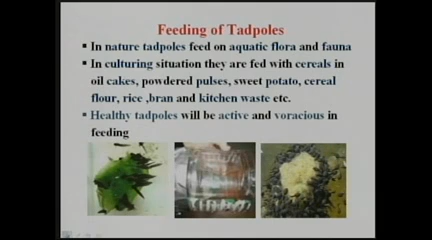 Feeding of Tadpoles
In nature tadpoles feed on aquatic flora and fauna
In culturing situation they are fed with cereals in
oil cakes, powdered pulses, sweet potato, cereal
flour, rice ,bran and kitchen waste etc.
Healthy tadpoles will be active and voracious in
feeding